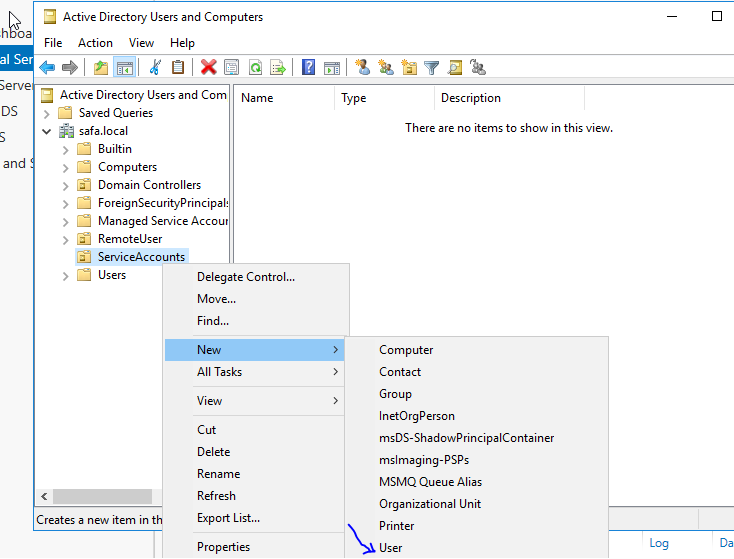 Active Directory Users and Computers
File Action View Help
Active Directory Users and Com
Name Type Description
Saved Queries
There are no items to show in this view.
safa.local
Builtin
Computers
Domain Controllers
ForeignSecurityPrincipals
Managed Service Accour
RemoteUser
ServiceAccounts
Users
Delegate Control...
Move...
Find...
New
All Tasks
View
Cut
Delete
Rename
Refresh
Export List...
Properties
Computer
Contact
Group
InetOrgPerson
msDS-ShadowPrincipalContainer
msImaging-PSPs
MSMQ Queue Alias
Organizational Unit
Printer
User
Creates a new item in th
Log
Da
shboa
al Ser
Server
DS
S
and S